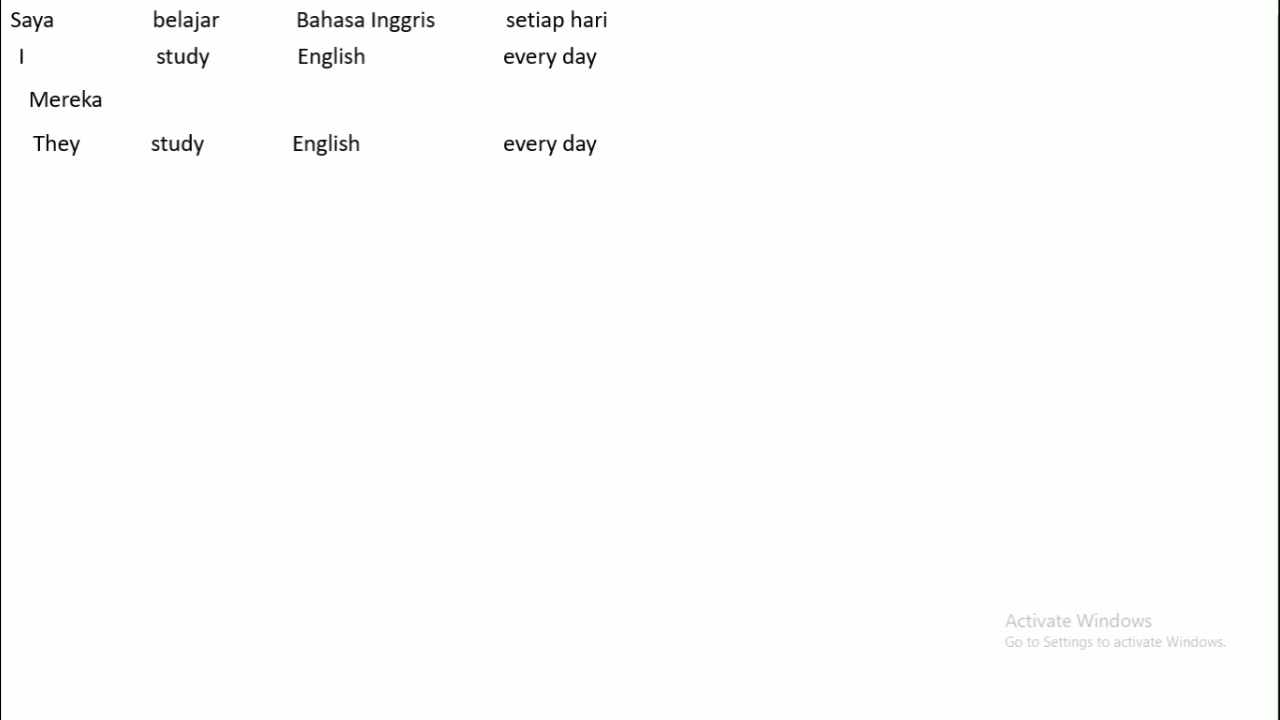 Saya belajar Bahasa Inggris setiap hari
I study English every day
Mereka
They study English every day
Activate Windows
Go to Settings to activate Windows.